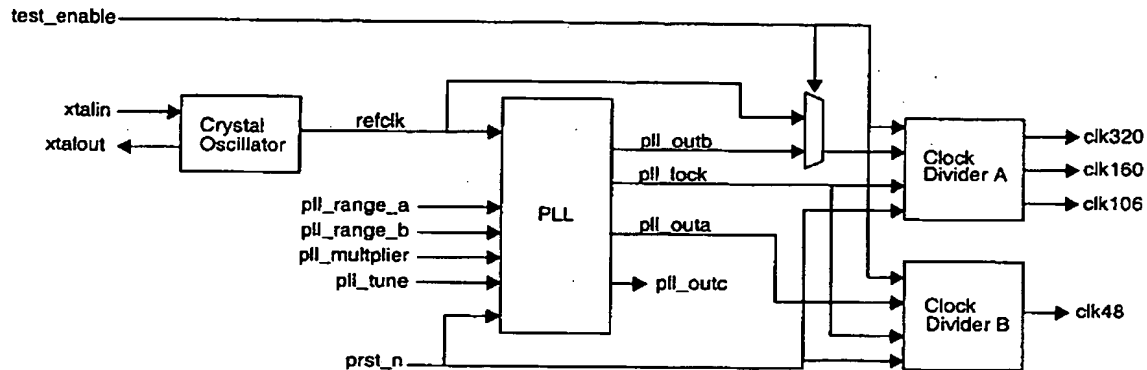 test_enable
xtalin
xtalout
Crystal
Oscillator
refclk
pll_range_a
pll_range_b
pll_multplier
pll_tune
prst_n
PLL
pll_outb
pll_lock
pll_outa
pll_outc
Clock
Divider A
clk320
clk160
clk106
Clock
Divider B
clk48